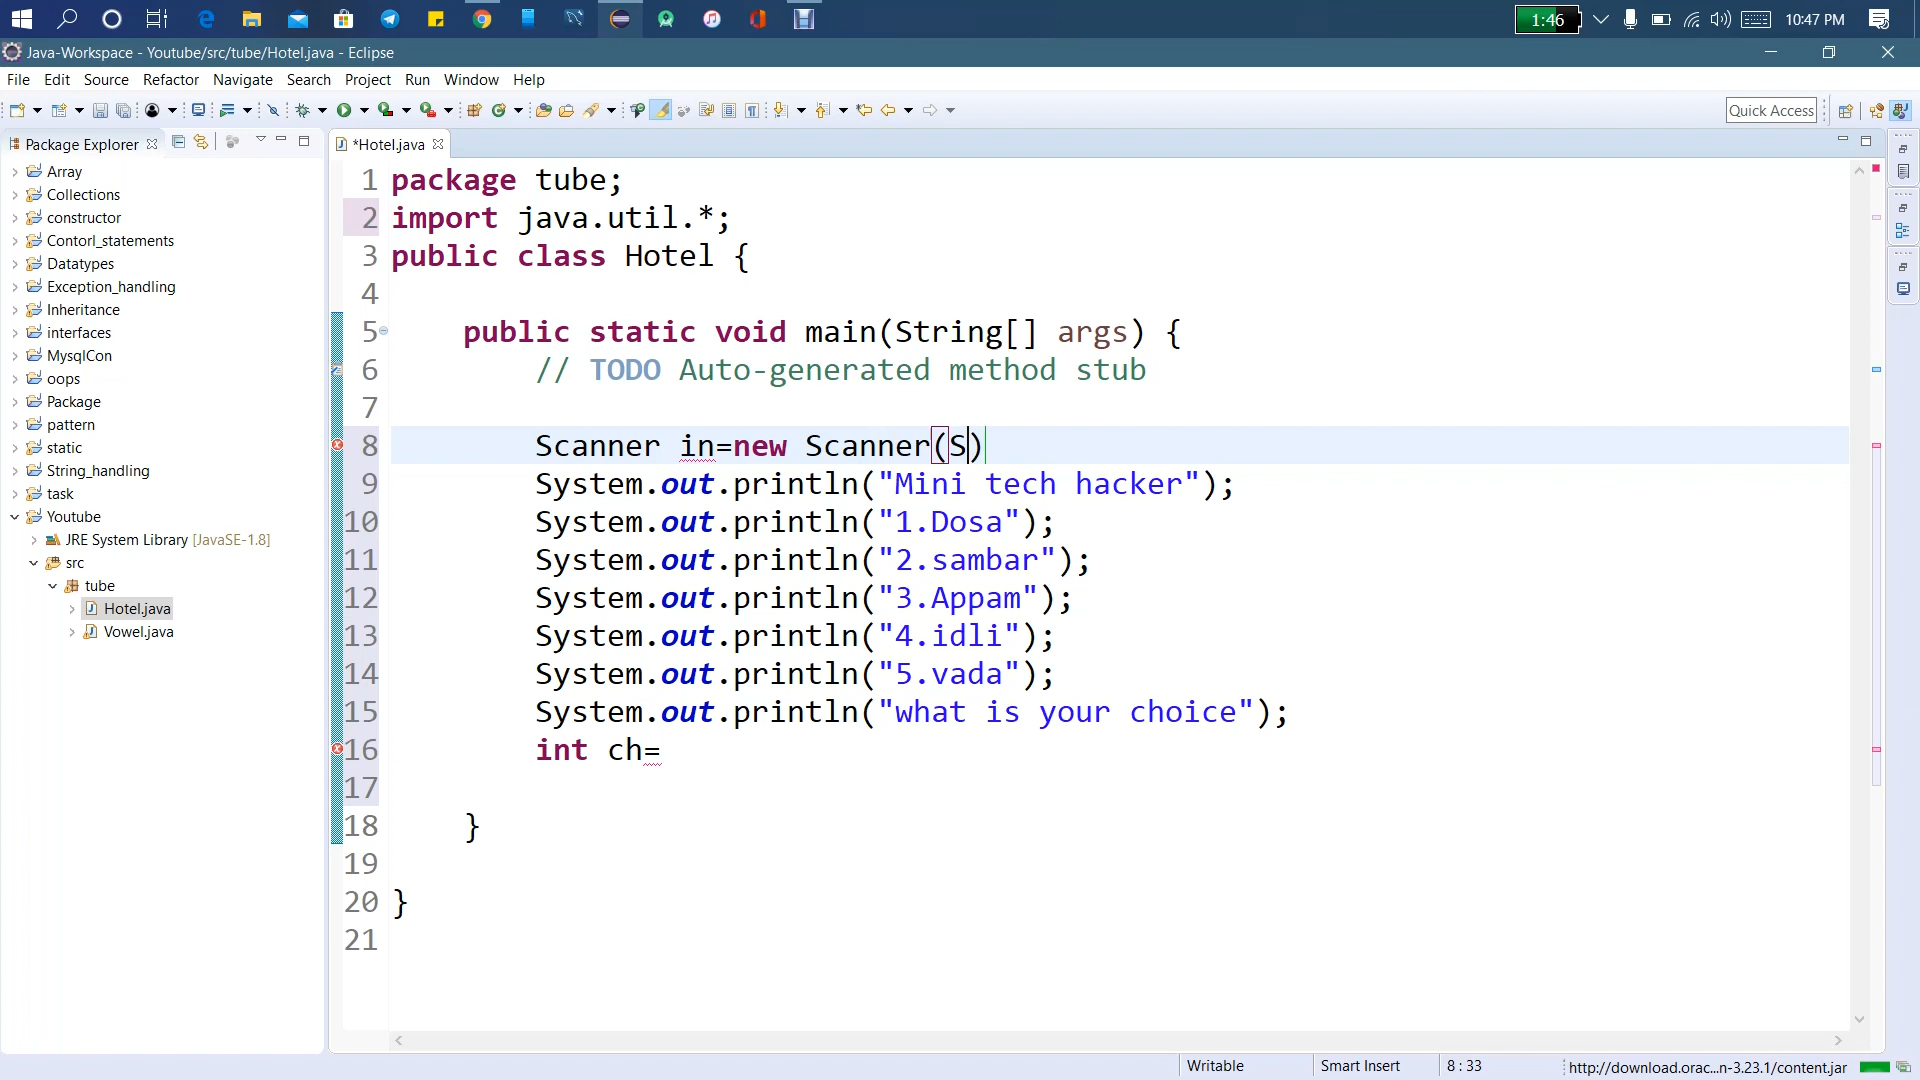 1:46
10:47 PM
Java-Workspace - Youtube/src/tube/Hotel.java - Eclipse
File Edit Source Refactor Navigate Search Project Run Window Help
Quick Access
Package Explorer
*Hotel.java
Array
Collections
constructor
Contorl_statements
Datatypes
Exception_handling
Inheritance
interfaces
MysqlCon
oops
Package
pattern
static
String_handling
task
Youtube
JRE System Library [JavaSE-1.8]
src
tube
Hotel.java
Vowel.java
1 package tube;
2 import java.util.*;
3 public class Hotel {
4
5 public static void main(String[] args) {
6 // TODO Auto-generated method stub
7
8 Scanner in=new Scanner(S)
9 System.out.println("Mini tech hacker");
10 System.out.println("1.Dosa");
11 System.out.println("2.sambar");
12 System.out.println("3.Appam");
13 System.out.println("4.idli");
14 System.out.println("5.vada");
15 System.out.println("what is your choice");
16 int ch=
17
18 }
19
20 }
21
Writable
Smart Insert
8 : 33
http://download.orac...n-3.23.1/content.jar